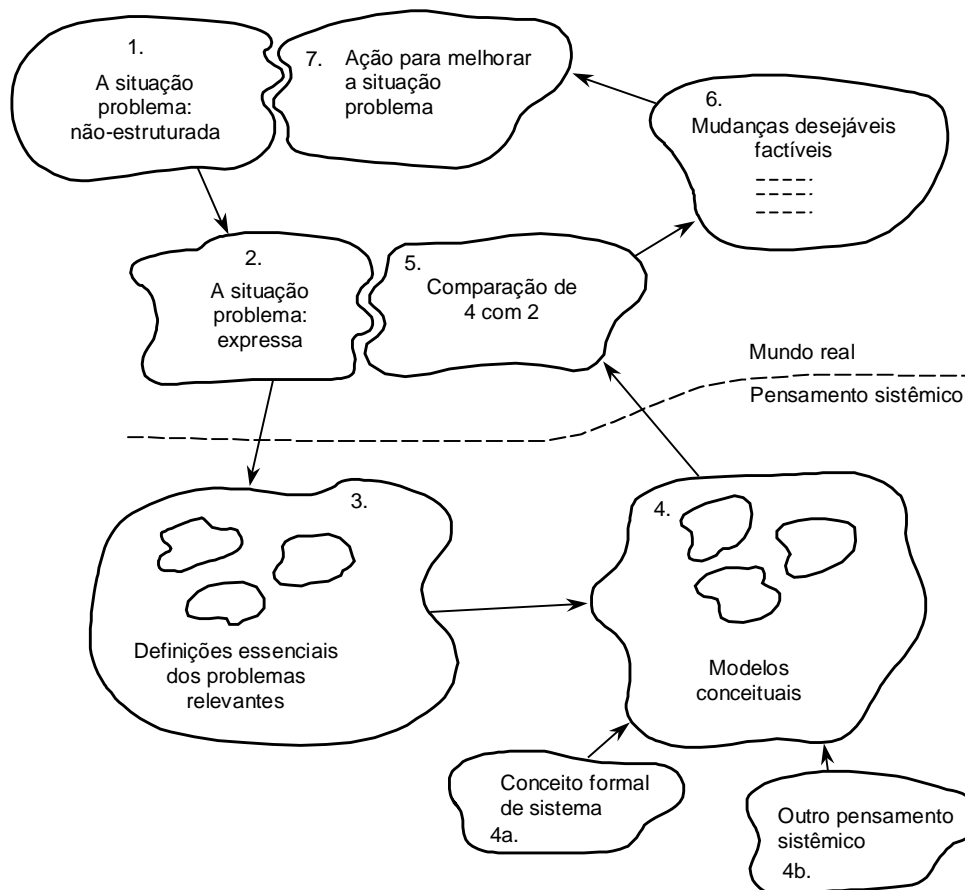 1.
A situação
problema:
não-estruturada
7. Ação para melhorar
a situação
problema
6.
Mudanças desejáveis
factíveis
2.
A situação
problema:
expressa
5.
Comparação de
4 com 2
Mundo real
Pensamento sistêmico
3.
Definições essenciais
dos problemas
relevantes
4.
Modelos
conceituais
Conceito formal
de sistema
4a.
Outro pensamento
sistêmico
4b.